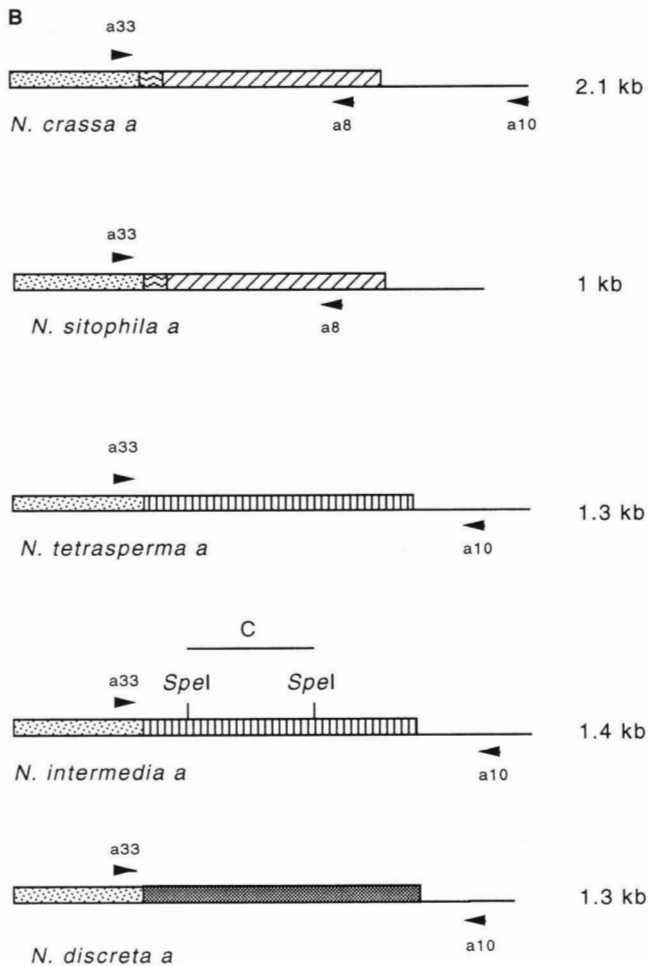 B
a33
2.1 kb
N. crassa a
a8
a10
a33
1 kb
N. sitophila a
a8
a33
1.3 kb
N. tetrasperma a
a10
C
a33
SpeI
SpeI
1.4 kb
N. intermedia a
a10
a33
1.3 kb
N. discreta a
a10